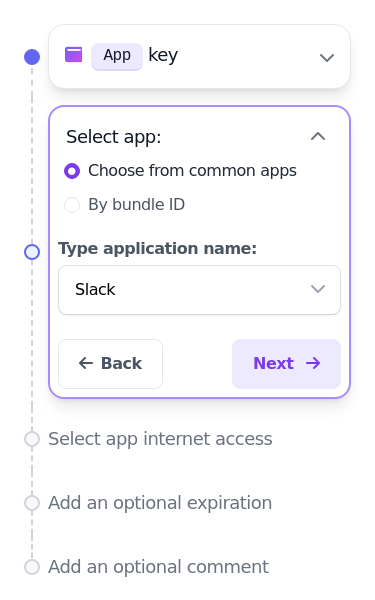 App key
Select app:
Choose from common apps
By bundle ID
Type application name:
Slack
← Back
Next →
Select app internet access
Add an optional expiration
Add an optional comment